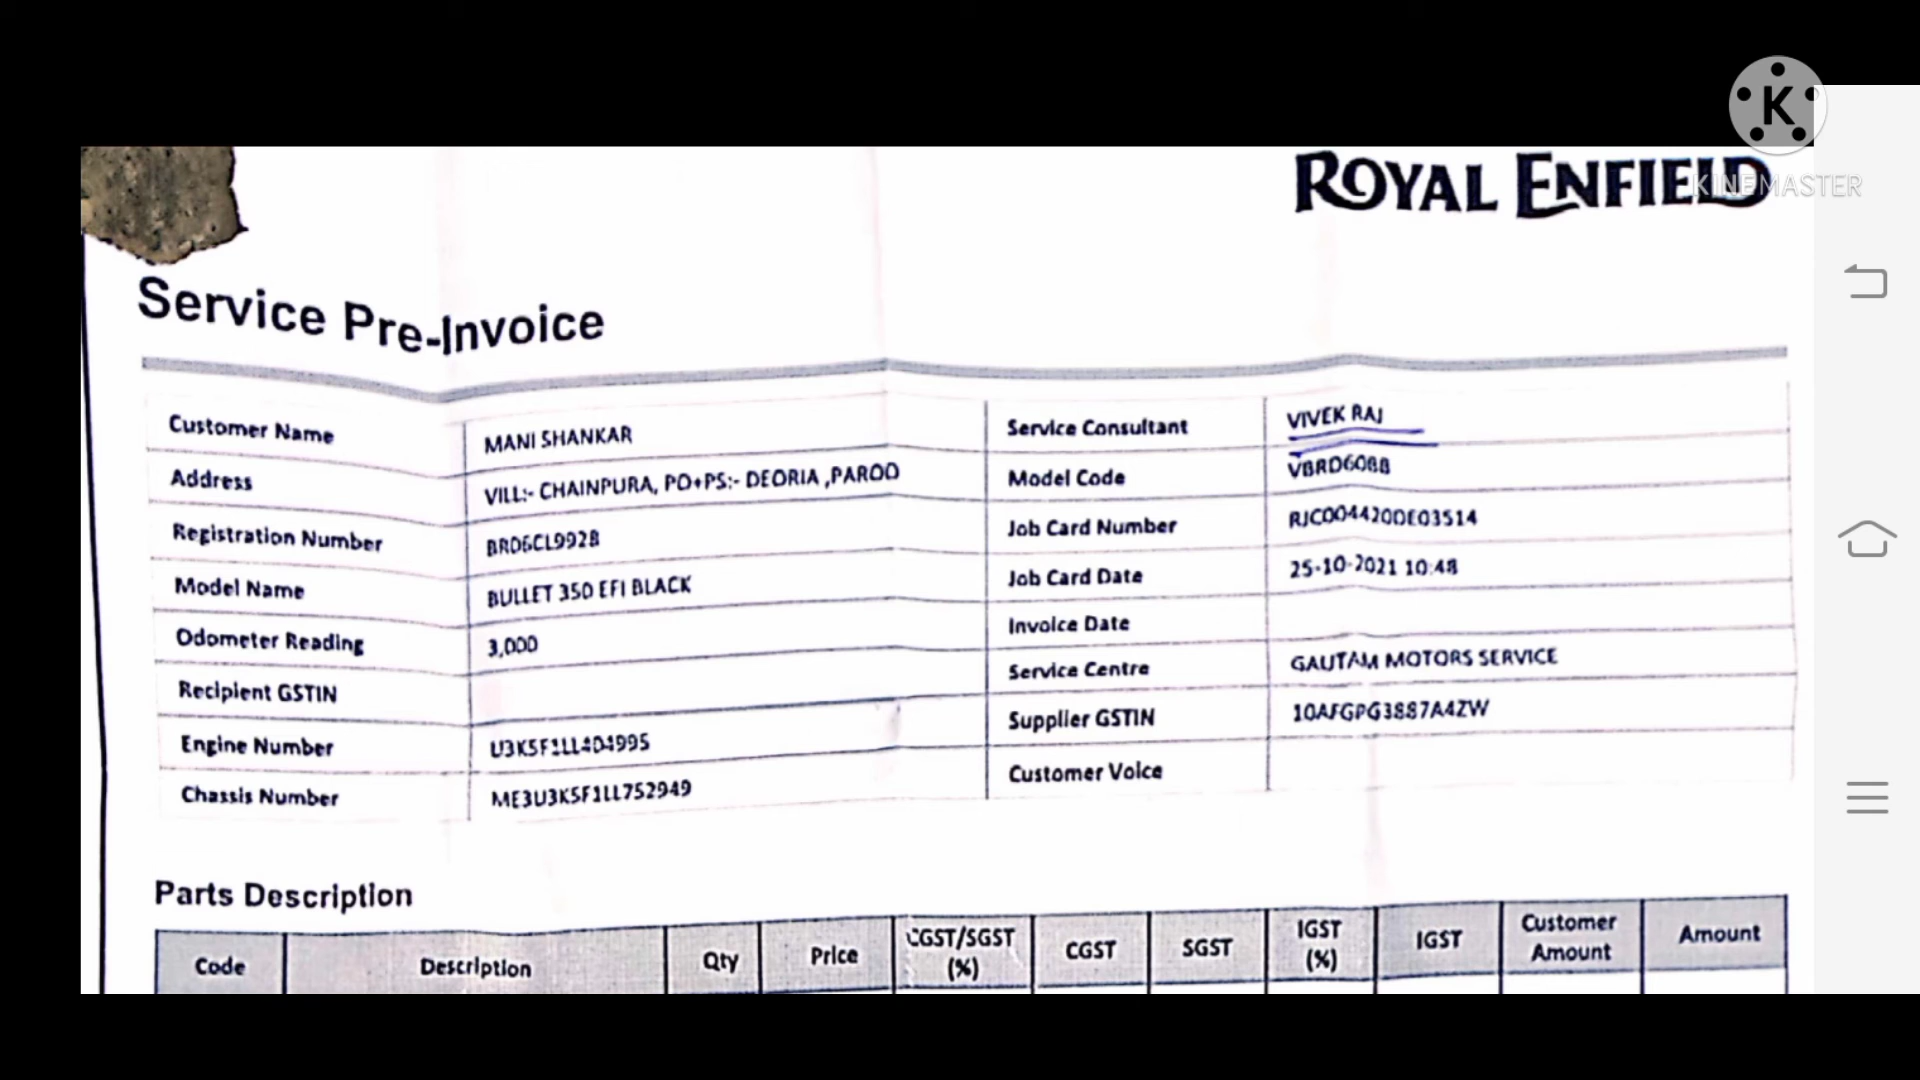 K
KINEMASTER
ROYAL ENFIELD
Service Pre-Invoice
Customer Name MANI SHANKAR
Address VILL:- CHAINPURA, PO+PS:- DEORIA ,PAROO
Registration Number BR06CL9928
Model Name BULLET 350 EFI BLACK
Odometer Reading 3,000
Recipient GSTIN
Engine Number U3K5F1LL404995
Chassis Number ME3U3K5F1LL752949
Service Consultant VIVEK RAJ
Model Code
Job Card Number
Job Card Date 25-10-2021 10:48
Invoice Date
Service Centre GAUTAM MOTORS SERVICE
Supplier GSTIN 10AFGPG3887A4ZW
Customer Voice
Parts Description
Code Description Qty Price CGST/SGST (%) CGST SGST IGST (%) IGST Customer Amount Amount